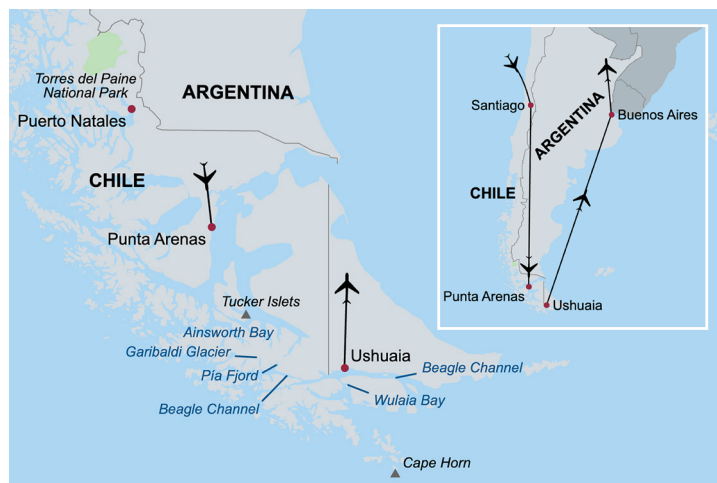 Torres del Paine
National Park
ARGENTINA
Puerto Natales
CHILE
Punta Arenas
Tucker Islets
Ainsworth Bay
Garibaldi Glacier
Pía Fjord
Beagle Channel
Ushuaia
Beagle Channel
Wulaia Bay
Cape Horn
Santiago
ARGENTINA
Buenos Aires
CHILE
Punta Arenas
Ushuaia